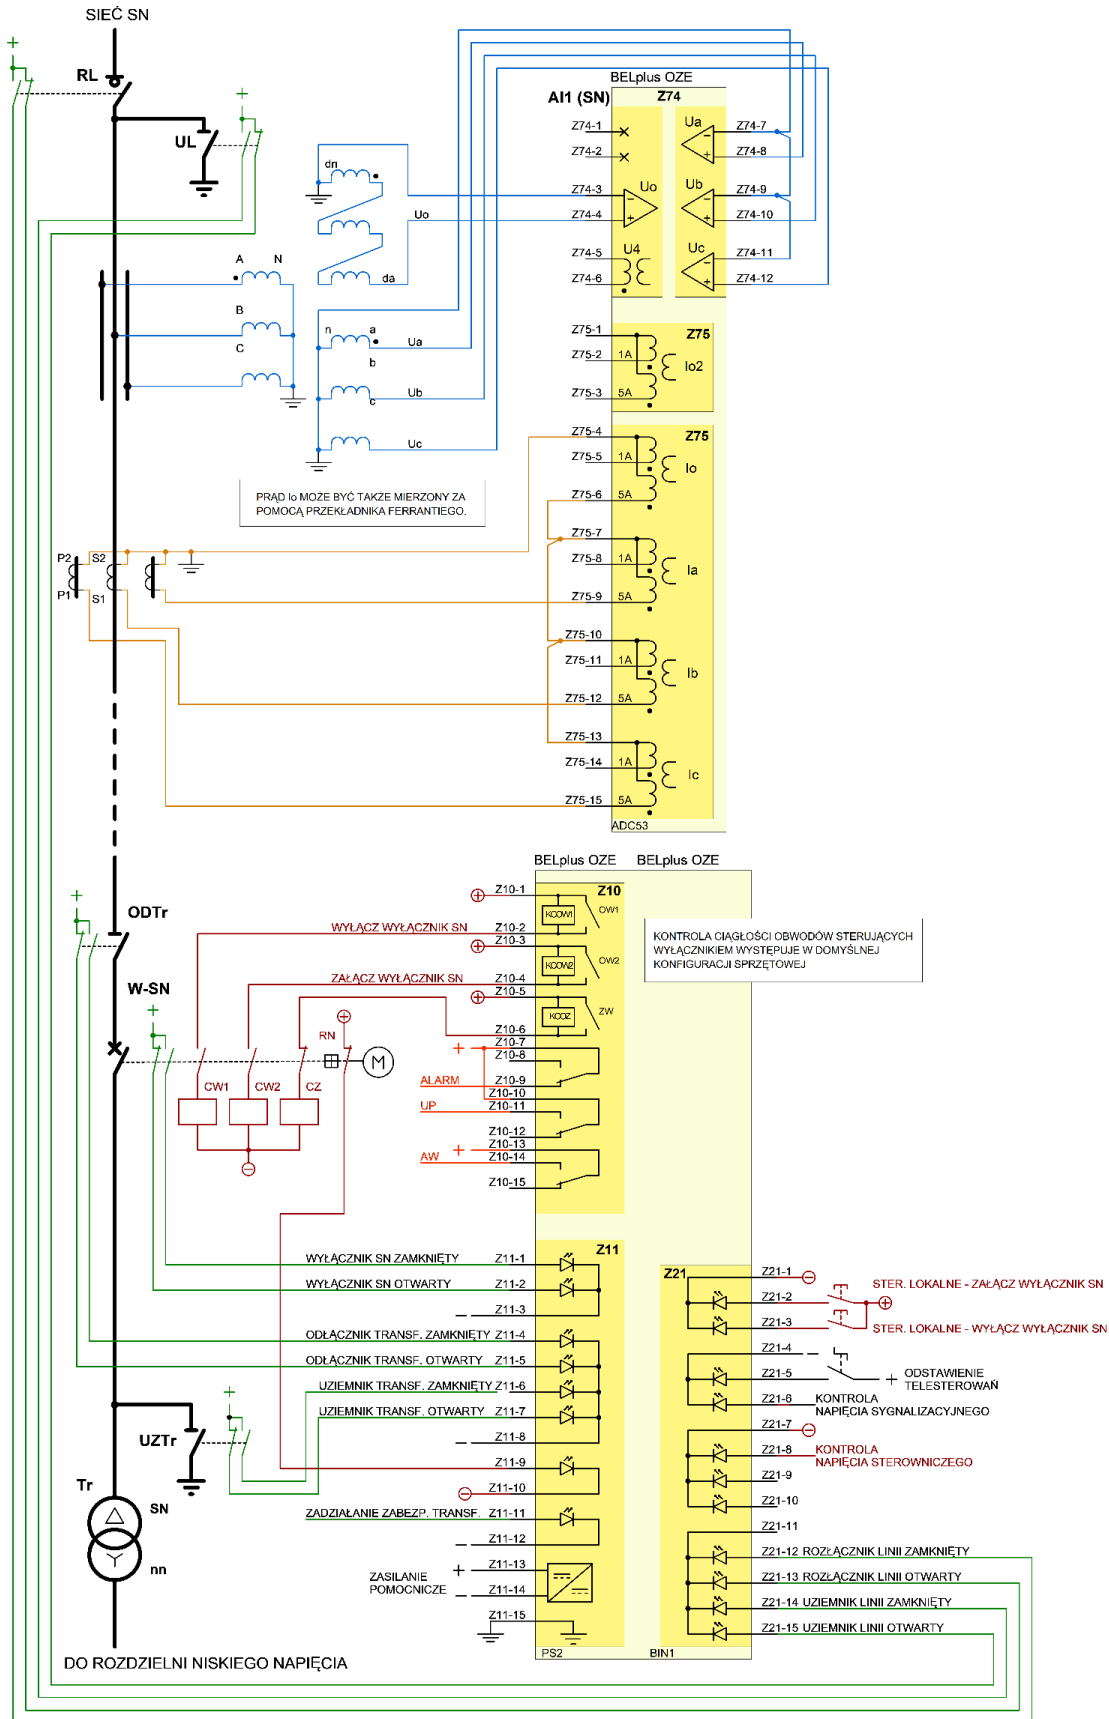 SIEĆ SN
+
RL
+
UL
BELplus OZE
AI1 (SN)
Z74
Z74-1
Z74-2
Z74-3
Z74-4
Z74-5
Z74-6
Uo
U4
Ua
Ub
Uc
Z74-7
Z74-8
Z74-9
Z74-10
Z74-11
Z74-12
dn
Uo
da
A N
B
C
n a
b
c
Ua
Ub
Uc
Z75-1
Z75-2 1A
Z75-3 5A
Z75
Io2
Z75-4
Z75-5 1A
Z75-6 5A
Z75
Io
Z75-7
Z75-8 1A
Z75-9 5A
Ia
Z75-10
Z75-11 1A
Z75-12 5A
Ib
Z75-13
Z75-14 1A
Z75-15 5A
Ic
ADC53
PRĄD Io MOŻE BYĆ TAKŻE MIERZONY ZA
POMOCĄ PRZEKŁADNIKA FERRANTIEGO.
P2 S2
P1 S1
BELplus OZE BELplus OZE
+
ODTr
W-SN
+
Z10
Z10-1
Z10-2
Z10-3
Z10-4
Z10-5
Z10-6
Z10-7
Z10-8
Z10-9
Z10-10
Z10-11
Z10-12
Z10-13
Z10-14
Z10-15
KCOW1 OW1
KCOW2 OW2
KCOZ ZW
WYŁĄCZ WYŁĄCZNIK SN
ZAŁĄCZ WYŁĄCZNIK SN
RN
M
CW1
CW2
CZ
+
ALARM
UP
+
AW
KONTROLA CIĄGŁOŚCI OBWODÓW STERUJĄCYCH
WYŁĄCZNIKIEM WYSTĘPUJE W DOMYŚLNEJ
KONFIGURACJI SPRZĘTOWEJ
Z11
WYŁĄCZNIK SN ZAMKNIĘTY Z11-1
WYŁĄCZNIK SN OTWARTY Z11-2
Z11-3
ODŁĄCZNIK TRANSF. ZAMKNIĘTY Z11-4
ODŁĄCZNIK TRANSF. OTWARTY Z11-5
UZIEMNIK TRANSF. ZAMKNIĘTY Z11-6
UZIEMNIK TRANSF. OTWARTY Z11-7
Z11-8
Z11-9
Z11-10
ZADZIAŁANIE ZABEZP. TRANSF. Z11-11
Z11-12
ZASILANIE
POMOCNICZE
+ Z11-13
− Z11-14
Z11-15
PS2
+
UZTr
Tr
SN
nn
Z21
Z21-1
Z21-2
Z21-3
Z21-4
Z21-5
Z21-6
Z21-7
Z21-8
Z21-9
Z21-10
Z21-11
STER. LOKALNE - ZAŁĄCZ WYŁĄCZNIK SN
STER. LOKALNE - WYŁĄCZ WYŁĄCZNIK SN
+ ODSTAWIENIE
TELESTEROWAŃ
KONTROLA
NAPIĘCIA SYGNALIZACYJNEGO
KONTROLA
NAPIĘCIA STEROWNICZEGO
Z21-12 ROZŁĄCZNIK LINII ZAMKNIĘTY
Z21-13 ROZŁĄCZNIK LINII OTWARTY
Z21-14 UZIEMNIK LINII ZAMKNIĘTY
Z21-15 UZIEMNIK LINII OTWARTY
BIN1
DO ROZDZIELNI NISKIEGO NAPIĘCIA